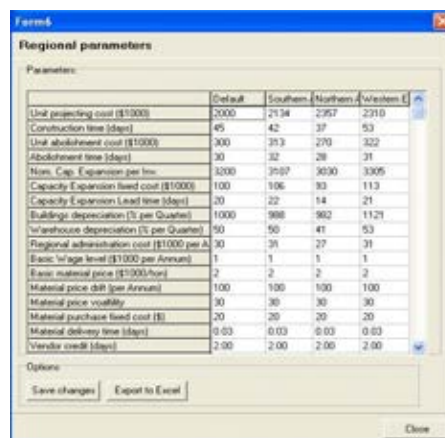 Form6
Regional parameters
Parameters:
Default Southern Northern Western E
Unit projecting cost ($1000) 2000 2134 2357 2310
Construction time (days) 45 42 37 53
Unit abolishment cost ($1000) 300 313 270 322
Abolishment time (days) 30 32 28 31
Nom. Cap. Expansion per Inv. 3200 3107 3030 3305
Capacity Expansion fixed cost ($1000) 100 106 93 113
Capacity Expansion Lead time (days) 20 22 14 21
Buildings depreciation (% per Quarter) 1000 988 982 1121
Warehouse depreciation (% per Quarter) 50 50 41 53
Regional administration cost ($1000 per A 30 31 27 31
Basic Wage level ($1000 per Annum) 1 1 1 1
Basic material price ($1000/ton) 2 2 2 2
Material price drift (per Annum) 100 100 100 100
Material price voaltility 30 30 30 30
Material purchase fixed cost ($) 20 20 20 20
Material delivery time (days) 0.03 0.03 0.03 0.03
Vendor credit (days) 2.00 2.00 2.00 2.00
Options
Save changes Export to Excel
Close